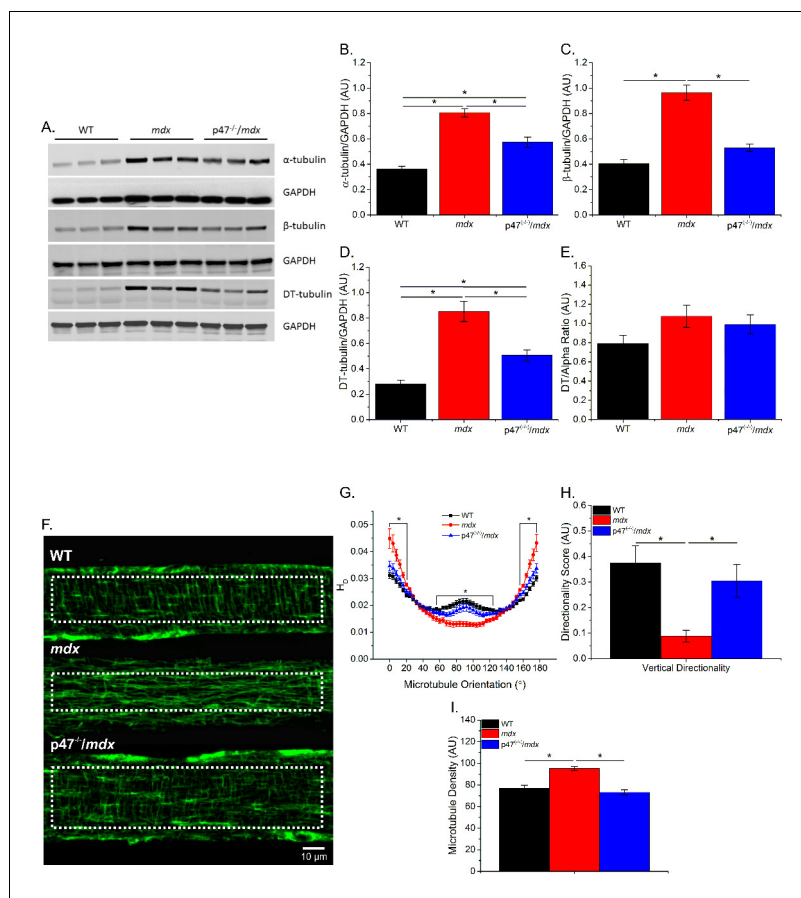 A.
WT mdx p47-/-/mdx
α-tubulin
GAPDH
β-tubulin
GAPDH
DT-tubulin
GAPDH
B.
α-tubulin/GAPDH (AU)
1.2
1.0
0.8
0.6
0.4
0.2
0.0
* 
* *
WT mdx p47(-/-)/mdx
C.
β-tubulin/GAPDH (AU)
1.2
1.0
0.8
0.6
0.4
0.2
0.0
* *
WT mdx p47(-/-)/mdx
D.
DT-tubulin/GAPDH (AU)
1.2
1.0
0.8
0.6
0.4
0.2
0.0
*
* *
WT mdx p47(-/-)/mdx
E.
DT/Alpha Ratio (AU)
1.6
1.4
1.2
1.0
0.8
0.6
0.4
0.2
0.0
WT mdx p47(-/-)/mdx
F.
WT
mdx
p47-/-/mdx
10 µm
G.
WT
mdx
p47(-/-)/mdx
* *
*
HD
0.06
0.05
0.04
0.03
0.02
0.01
0.00
0 20 40 60 80 100 120 140 160 180
Microtubule Orientation (°)
H.
WT
mdx
p47(-/-)/mdx
* *
Directionality Score (AU)
0.5
0.4
0.3
0.2
0.1
0.0
Vertical Directionality
I.
WT
mdx
p47(-/-)/mdx
* *
Microtubule Density (AU)
140
120
100
80
60
40
20
0